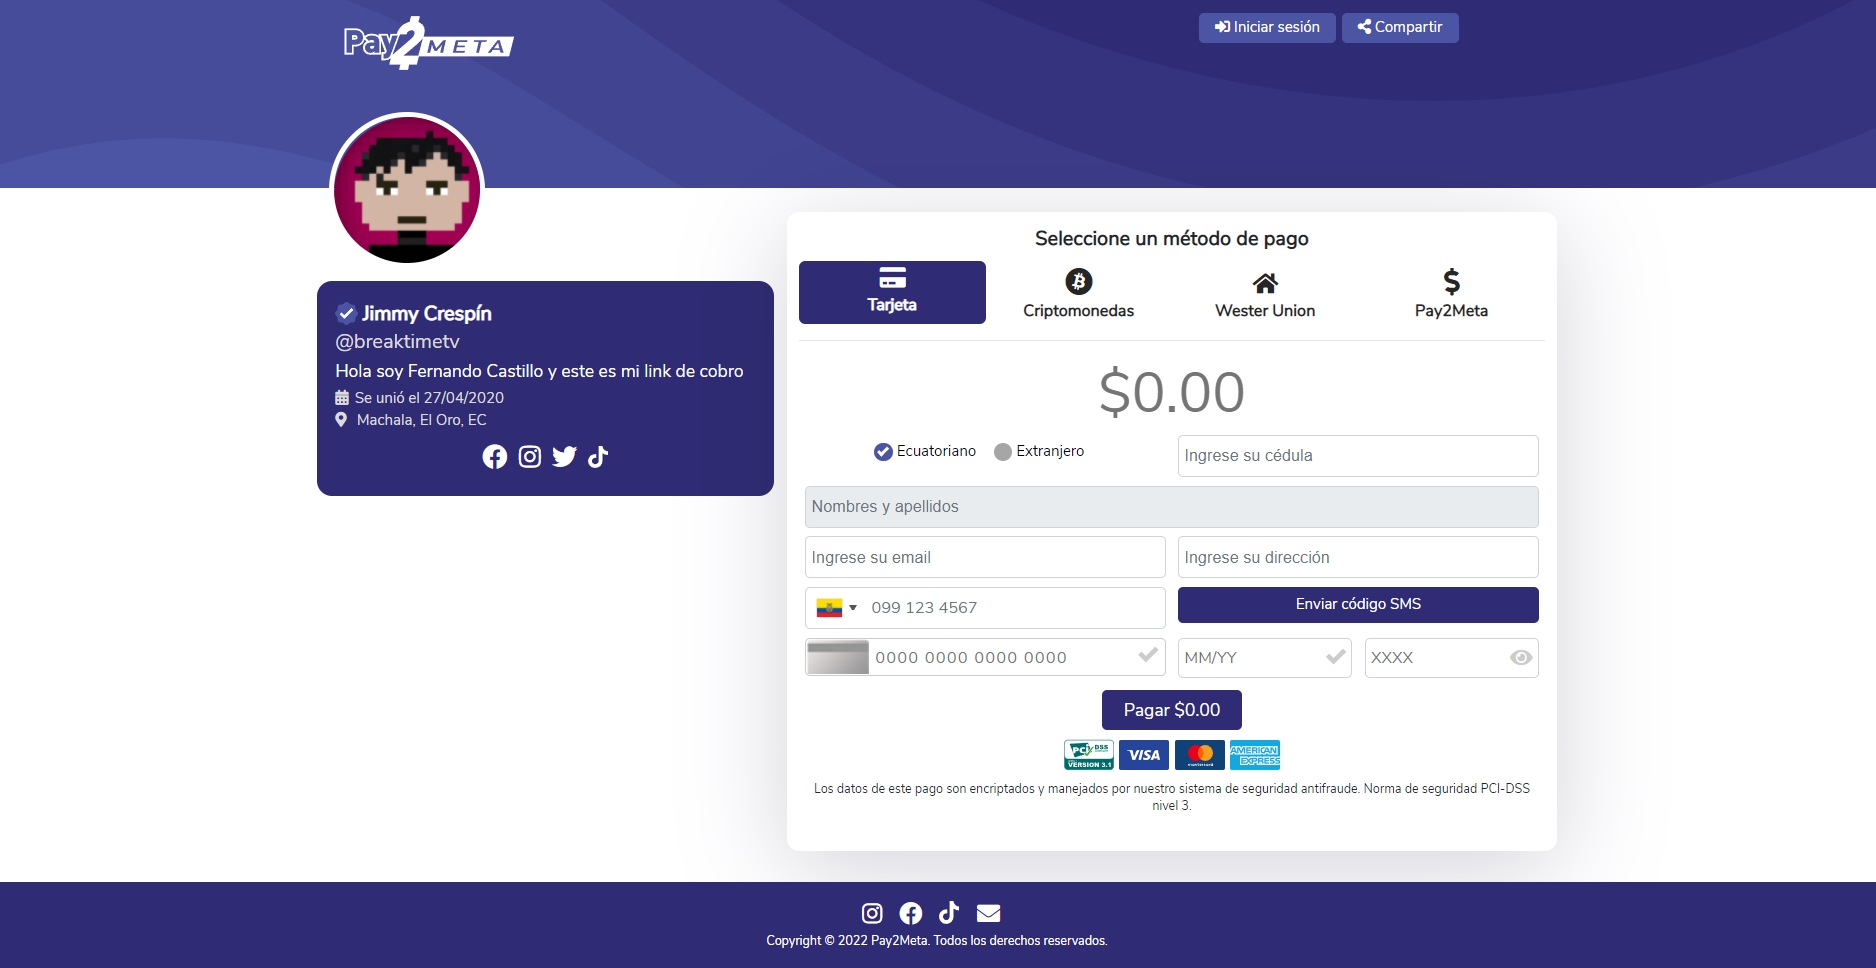 Pay2META
Iniciar sesión
Compartir
Seleccione un método de pago
Tarjeta
Criptomonedas
Wester Union
Pay2Meta
Jimmy Crespín
@breaktimetv
Hola soy Fernando Castillo y este es mi link de cobro
Se unió el 27/04/2020
Machala, El Oro, EC
$0.00
Ecuatoriano
Extranjero
Ingrese su cédula
Nombres y apellidos
Ingrese su email
Ingrese su dirección
099 123 4567
Enviar código SMS
0000 0000 0000 0000
MM/YY
XXXX
Pagar $0.00
PCI DSS
VERSION 3.1
VISA
mastercard
AMERICAN
EXPRESS
Los datos de este pago son encriptados y manejados por nuestro sistema de seguridad antifraude. Norma de seguridad PCI-DSS
nivel 3.
Copyright © 2022 Pay2Meta. Todos los derechos reservados.